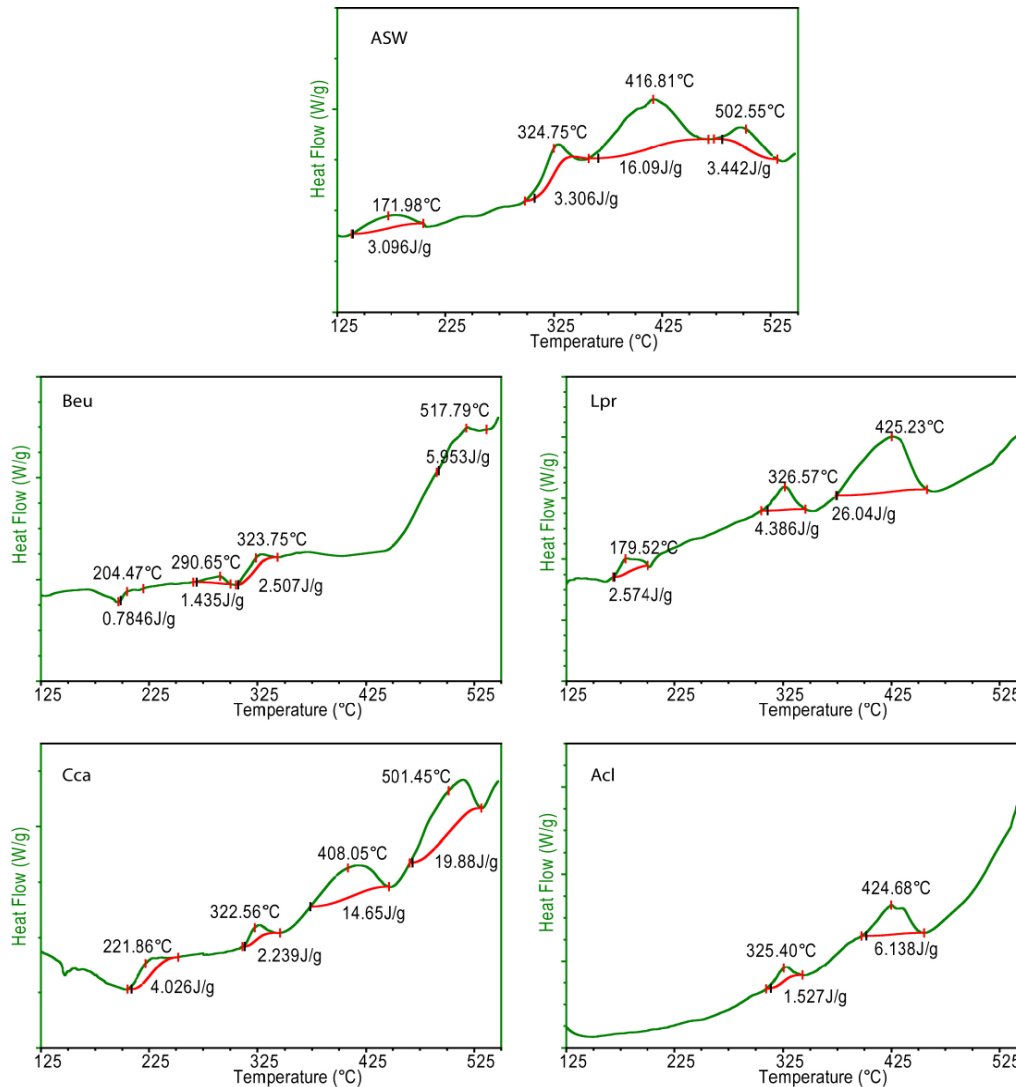 ASW
Heat Flow (W/g)
416.81°C
502.55°C
324.75°C
171.98°C
16.09J/g
3.442J/g
3.306J/g
3.096J/g
125 225 325 425 525
Temperature (°C)
Beu
Heat Flow (W/g)
517.79°C
5.953J/g
323.75°C
290.65°C
204.47°C
2.507J/g
1.435J/g
0.7846J/g
125 225 325 425 525
Temperature (°C)
Lpr
Heat Flow (W/g)
425.23°C
326.57°C
26.04J/g
4.386J/g
179.52°C
2.574J/g
125 225 325 425 525
Temperature (°C)
Cca
Heat Flow (W/g)
501.45°C
408.05°C
19.88J/g
322.56°C
14.65J/g
221.86°C
2.239J/g
4.026J/g
125 225 325 425 525
Temperature (°C)
Acl
Heat Flow (W/g)
424.68°C
325.40°C
6.138J/g
1.527J/g
125 225 325 425 525
Temperature (°C)